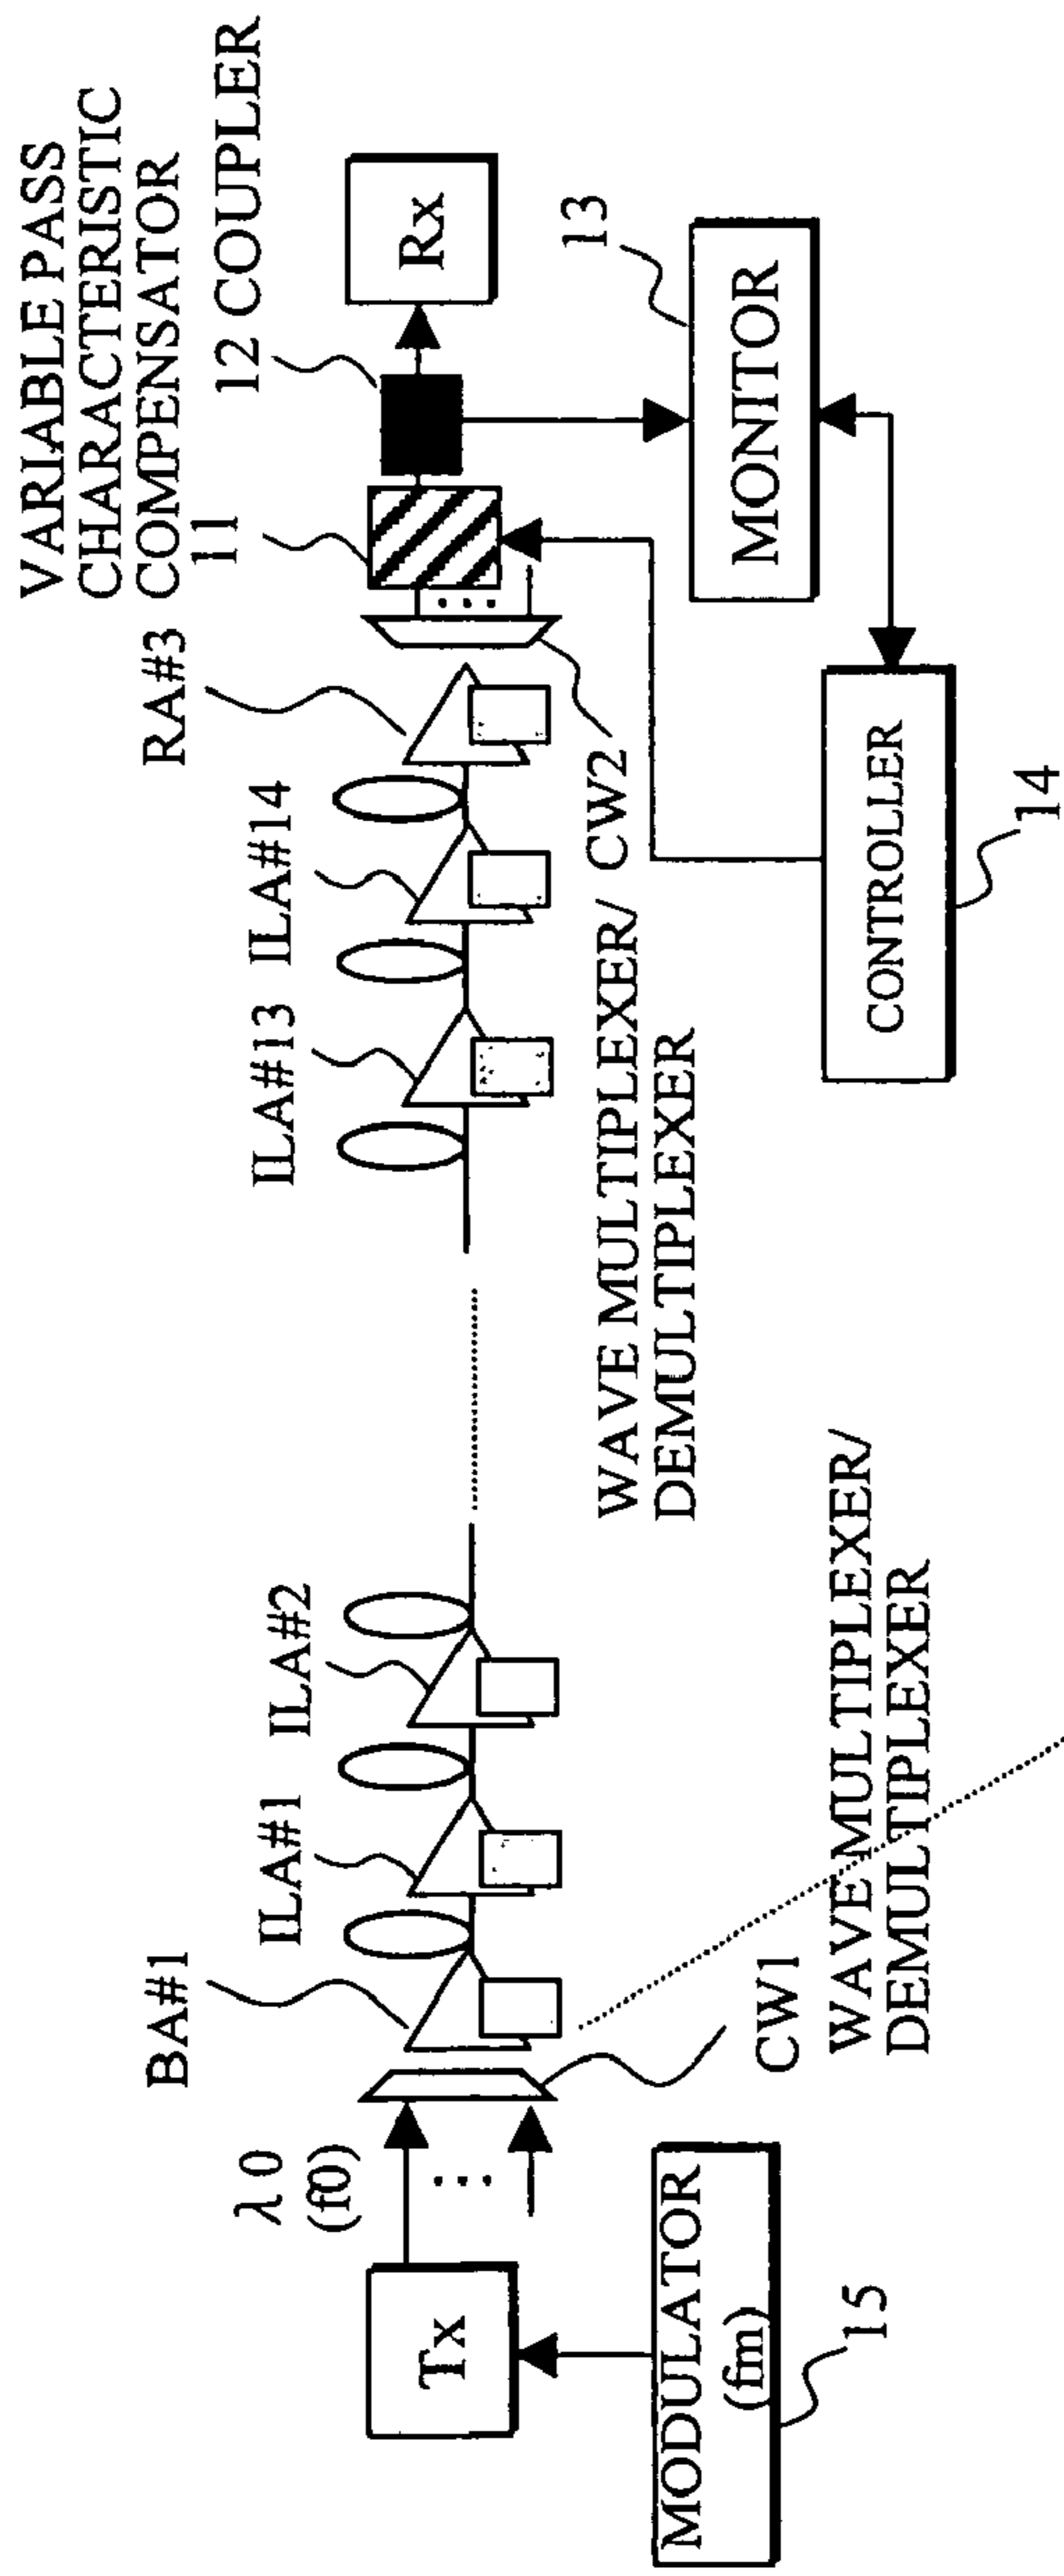 VARIABLE PASS
CHARACTERISTIC
COMPENSATOR
11
12 COUPLER
RA#3
ILA#14
ILA#13
ILA#2
ILA#1
BA#1
λ0
(f0)
Tx
Rx
13
MONITOR
CW2
WAVE MULTIPLEXER/
DEMULTIPLEXER
CONTROLLER
14
CW1
WAVE MULTIPLEXER/
DEMULTIPLEXER
MODULATOR
(fm)
15